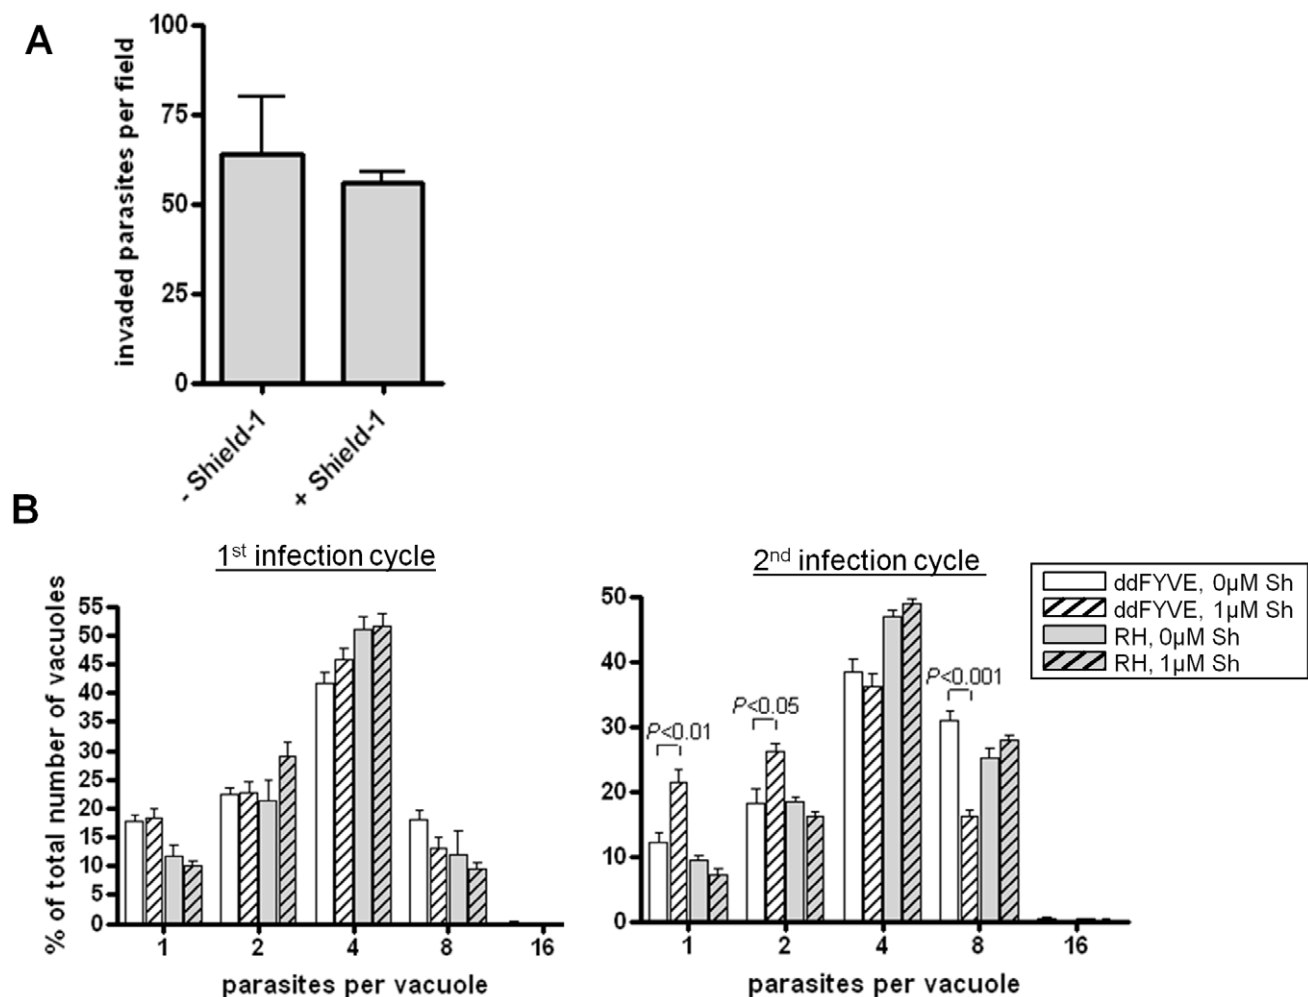 A
invaded parasites per field
100
75
50
25
0
- Shield-1
+ Shield-1
B
1st infection cycle
% of total number of vacuoles
55
50
45
40
35
30
25
20
15
10
5
0
1 2 4 8 16
parasites per vacuole
2nd infection cycle
50
40
30
20
10
0
P<0.01
P<0.05
P<0.001
1 2 4 8 16
parasites per vacuole
ddFYVE, 0µM Sh
ddFYVE, 1µM Sh
RH, 0µM Sh
RH, 1µM Sh